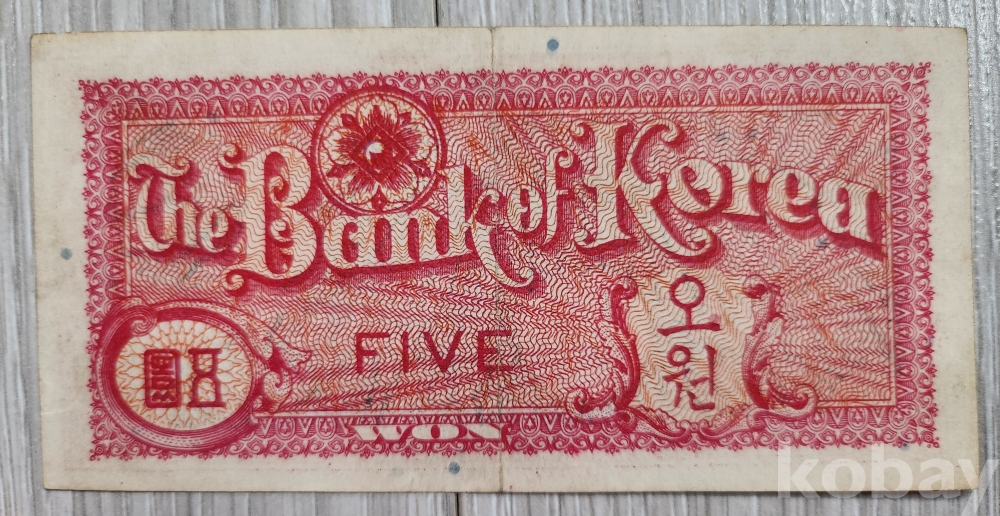 The Bank of Korea
FIVE
오
원
WON
kobay